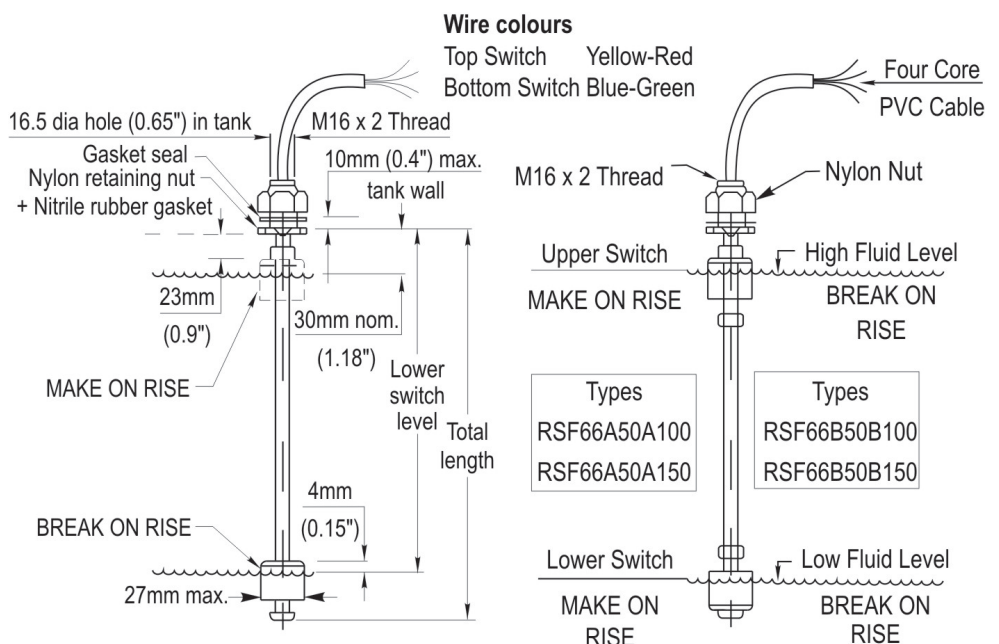 Wire colours
Top Switch Yellow-Red
Bottom Switch Blue-Green
16.5 dia hole (0.65") in tank
M16 x 2 Thread
Gasket seal
Nylon retaining nut
+ Nitrile rubber gasket
10mm (0.4") max.
tank wall
23mm
(0.9")
30mm nom.
(1.18")
MAKE ON RISE
Lower
switch
level
Total
length
4mm
(0.15")
BREAK ON RISE
27mm max.
Four Core
PVC Cable
M16 x 2 Thread
Nylon Nut
Upper Switch
High Fluid Level
MAKE ON RISE
BREAK ON
RISE
Types
RSF66A50A100
RSF66A50A150
Types
RSF66B50B100
RSF66B50B150
Lower Switch
Low Fluid Level
MAKE ON
RISE
BREAK ON
RISE